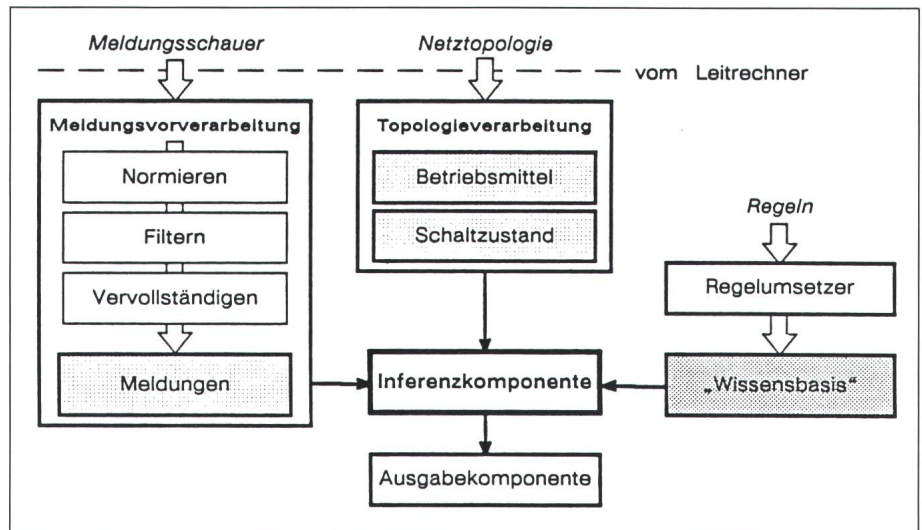 Meldungsschauer
Netztopologie
vom Leitrechner
Meldungsvorverarbeitung
Normieren
Filtern
Vervollständigen
Meldungen
Topologieverarbeitung
Betriebsmittel
Schaltzustand
Regeln
Regelumsetzer
„Wissensbasis“
Inferenzkomponente
Ausgabekomponente